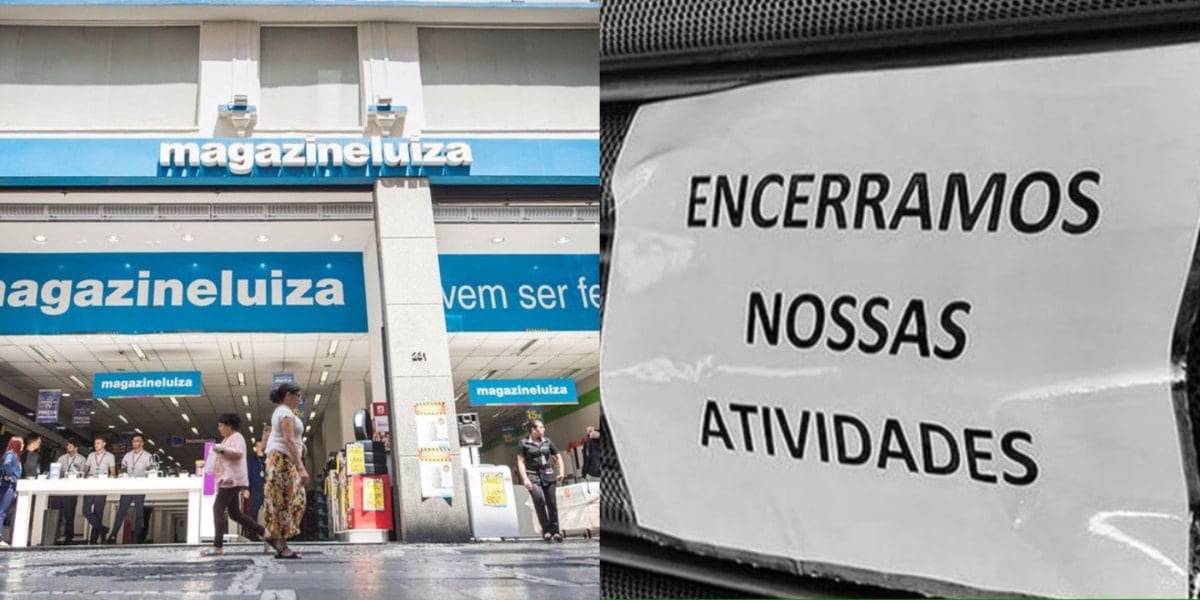 magazineluiza
magazineluiza
vem ser fe
magazineluiza
magazineluiza
ENCERRAMOS
NOSSAS
ATIVIDADES